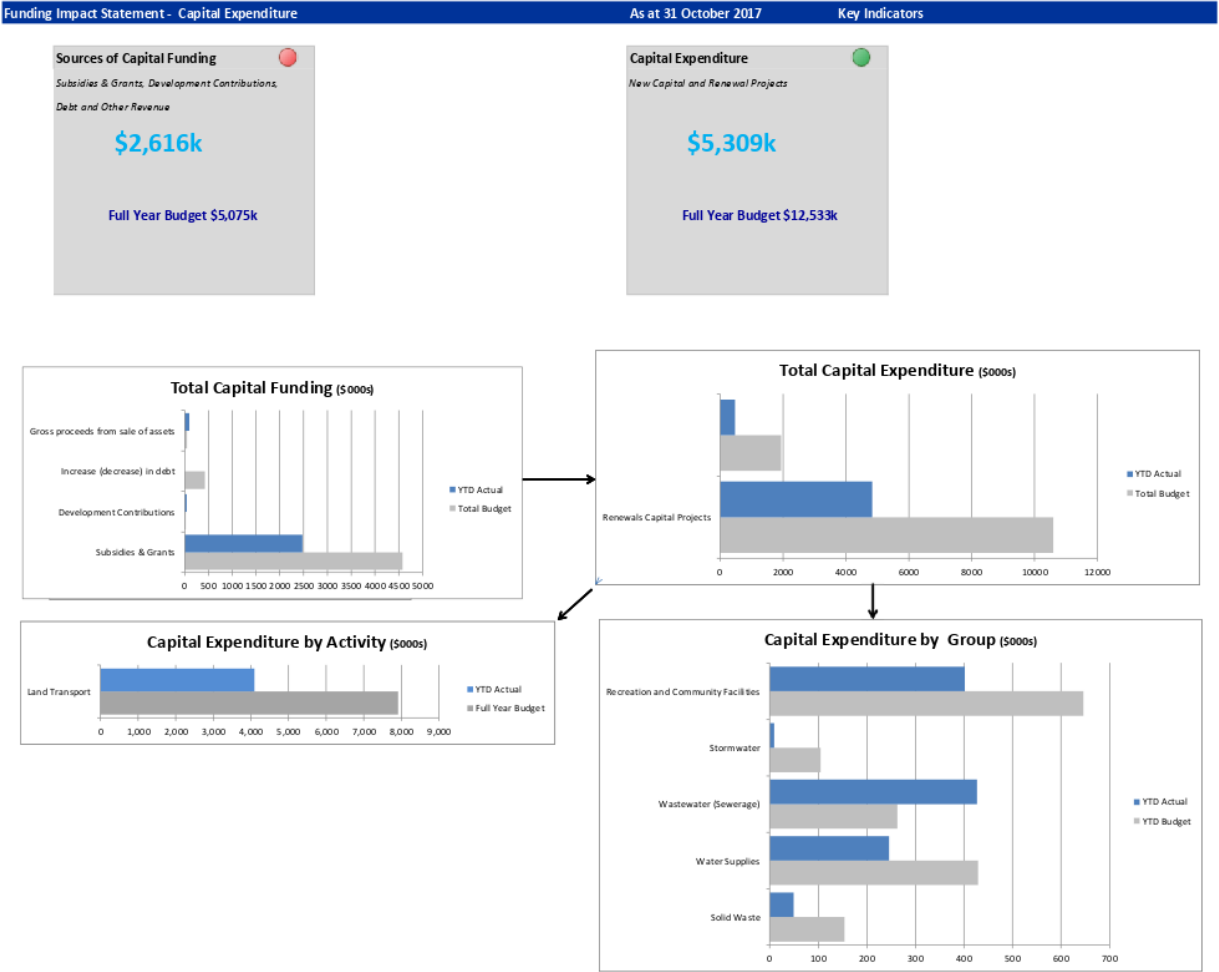 Funding Impact Statement - Capital Expenditure As at 31 October 2017 Key Indicators
Sources of Capital Funding
Subsidies & Grants, Development Contributions,
Debt and Other Revenue
$2,616k
Full Year Budget $5,075k
Capital Expenditure
New Capital and Renewal Projects
$5,309k
Full Year Budget $12,533k
Total Capital Funding ($000s)
Gross proceeds from sale of assets
Increase (decrease) in debt
Development Contributions
Subsidies & Grants
0 500 1000 1500 2000 2500 3000 3500 4000 4500 5000
YTD Actual
Total Budget
Total Capital Expenditure ($000s)
Renewals Capital Projects
0 2000 4000 6000 8000 10000 12000
YTD Actual
Total Budget
Capital Expenditure by Activity ($000s)
Land Transport
0 1,000 2,000 3,000 4,000 5,000 6,000 7,000 8,000 9,000
YTD Actual
Full Year Budget
Capital Expenditure by Group ($000s)
Recreation and Community Facilities
Stormwater
Wastewater (Sewerage)
Water Supplies
Solid Waste
0 100 200 300 400 500 600 700
YTD Actual
YTD Budget